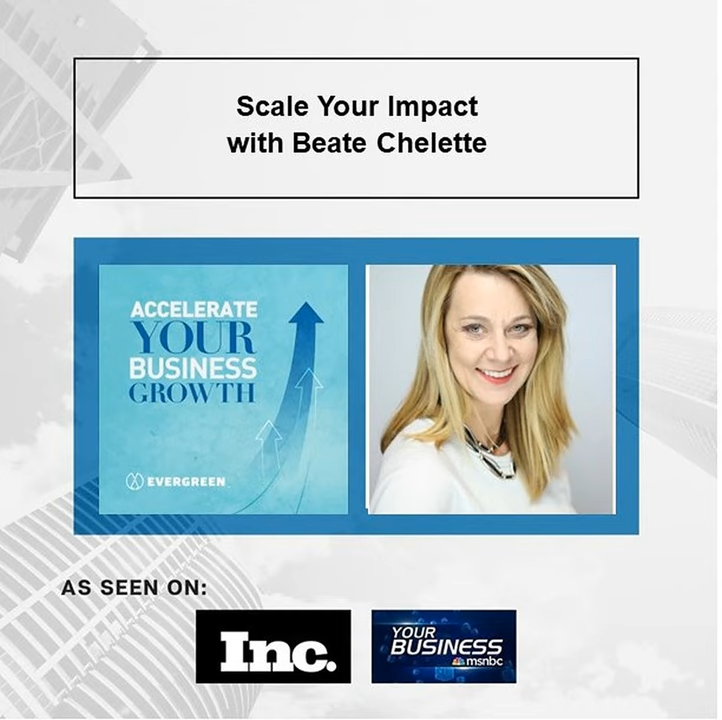 Scale Your Impact
with Beate Chelette
ACCELERATE
YOUR
BUSINESS
GROWTH
EVERGREEN
AS SEEN ON:
Inc.
YOUR
BUSINESS
msnbc